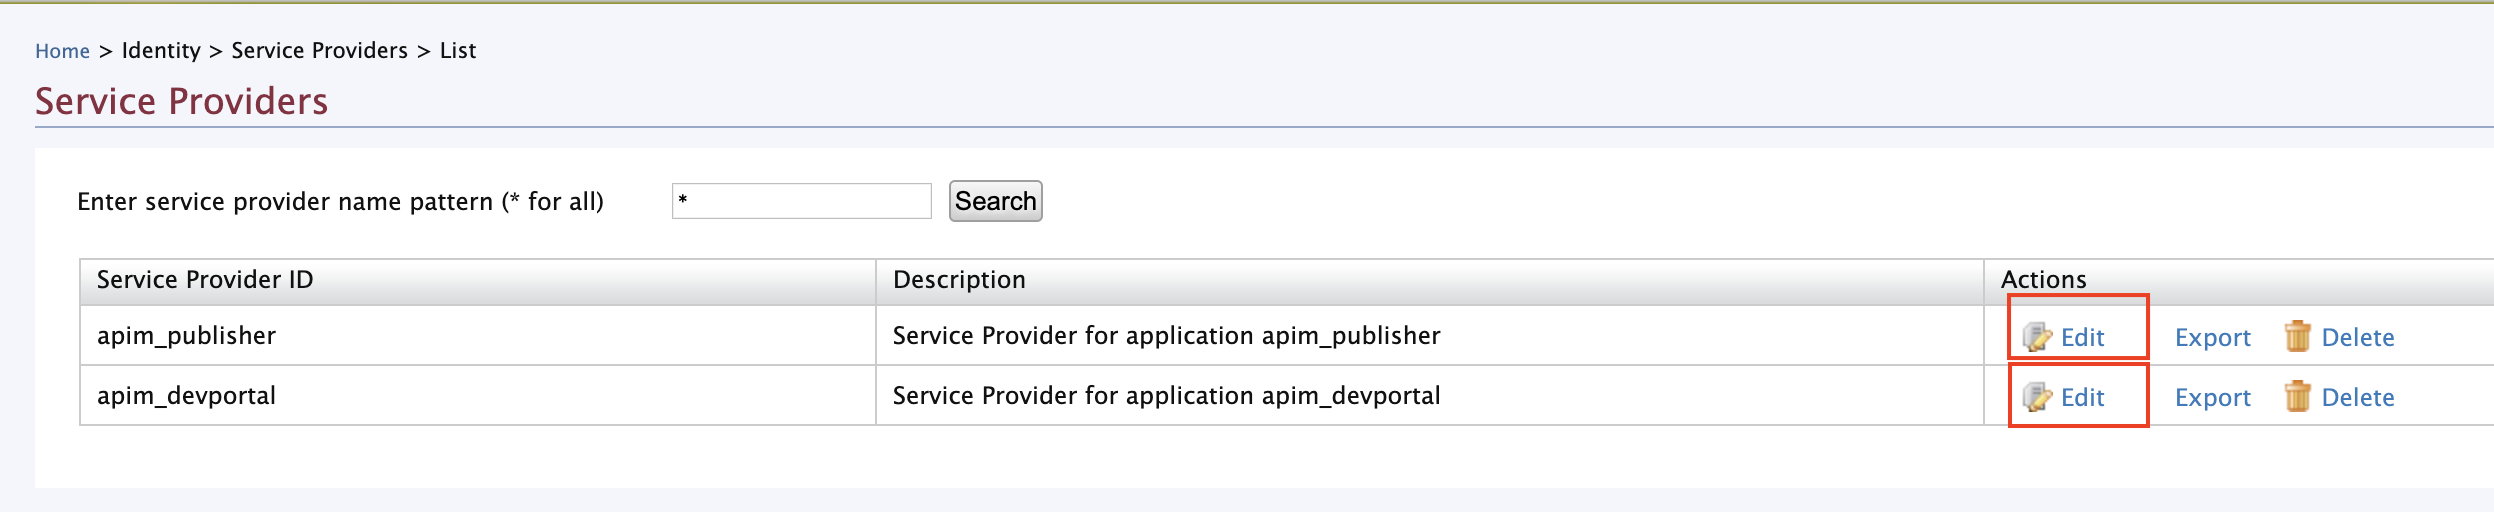 Home > Identity > Service Providers > List
Service Providers
Enter service provider name pattern (* for all) * Search
Service Provider ID Description Actions
apim_publisher Service Provider for application apim_publisher Edit Export Delete
apim_devportal Service Provider for application apim_devportal Edit Export Delete